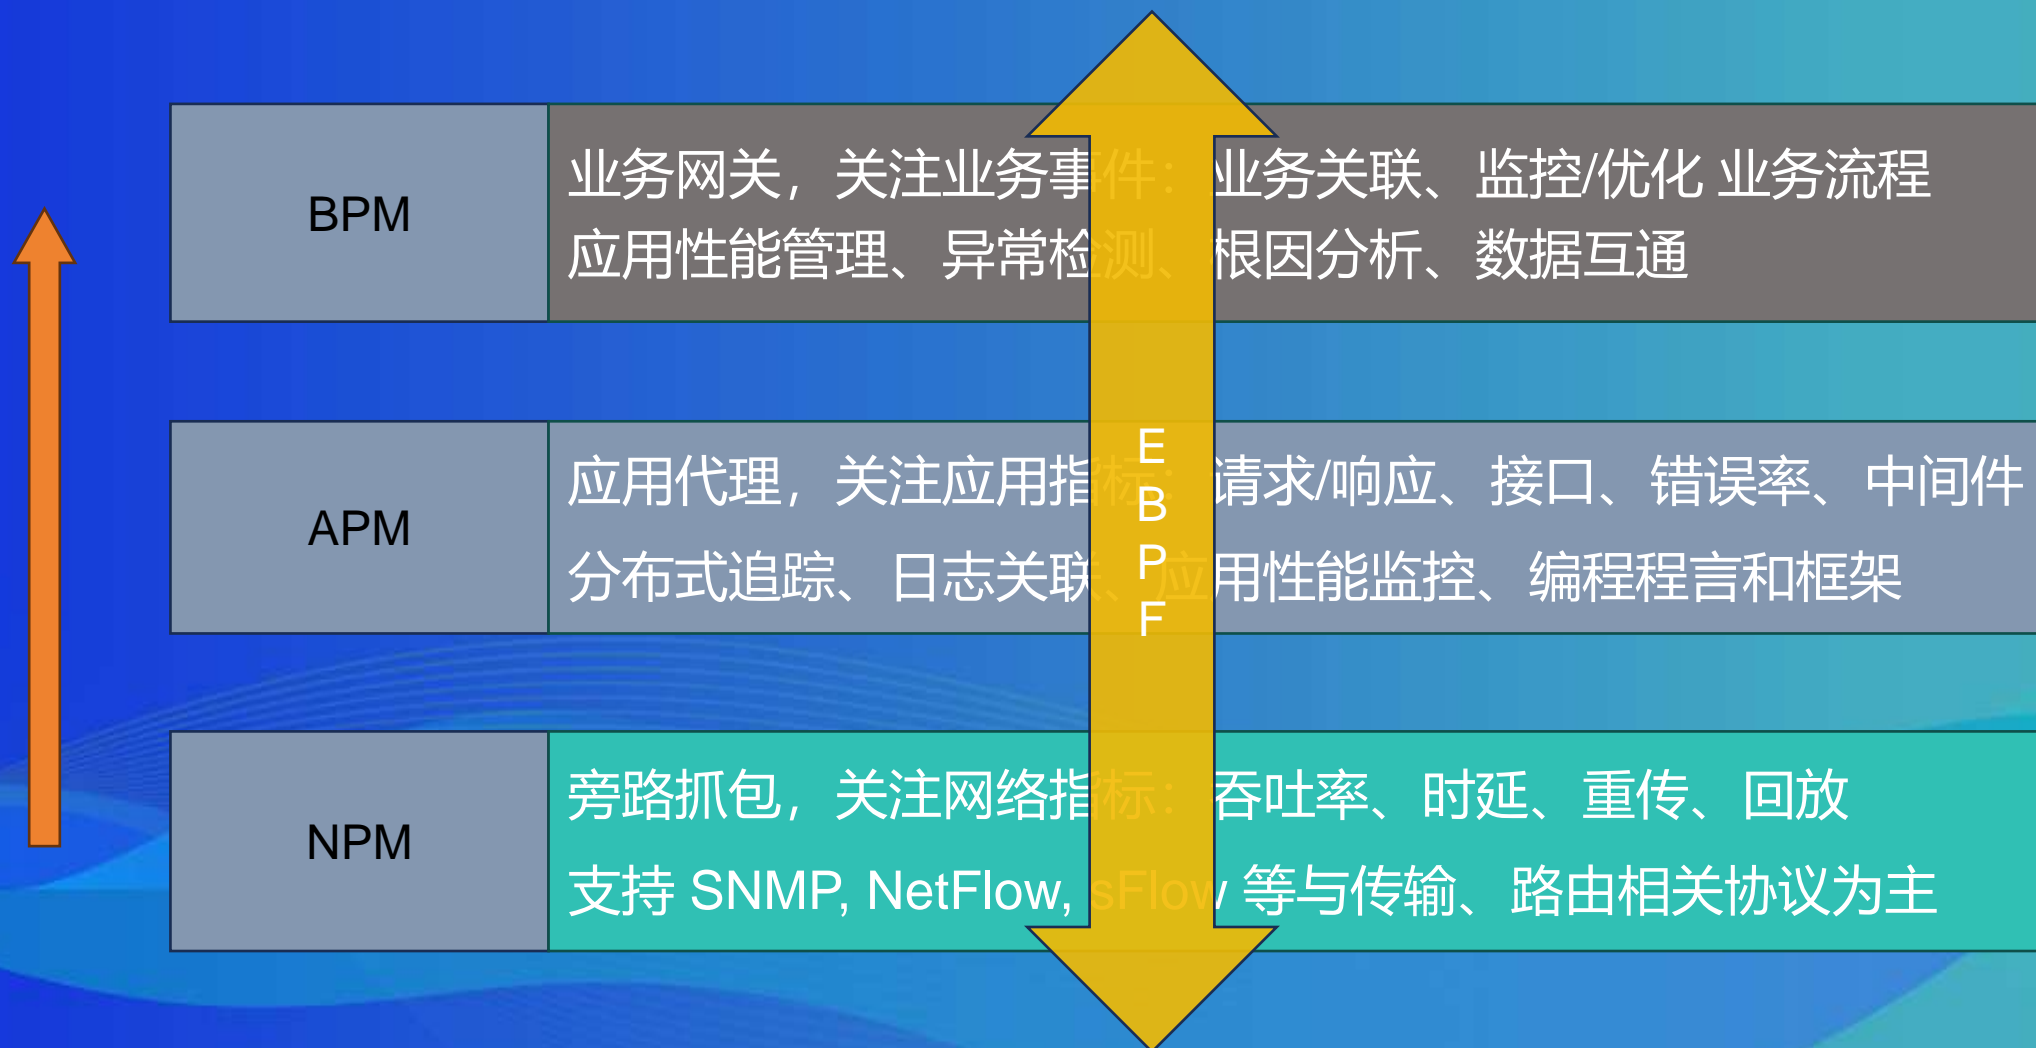 BPM
业务网关，关注业务事件：业务关联、监控/优化 业务流程
应用性能管理、异常检测、根因分析、数据互通
APM
应用代理，关注应用指标：请求/响应、接口、错误率、中间件
分布式追踪、日志关联、应用性能监控、编程程言和框架
NPM
旁路抓包，关注网络指标：吞吐率、时延、重传、回放
支持 SNMP, NetFlow, sFlow 等与传输、路由相关协议为主
E
B
P
F